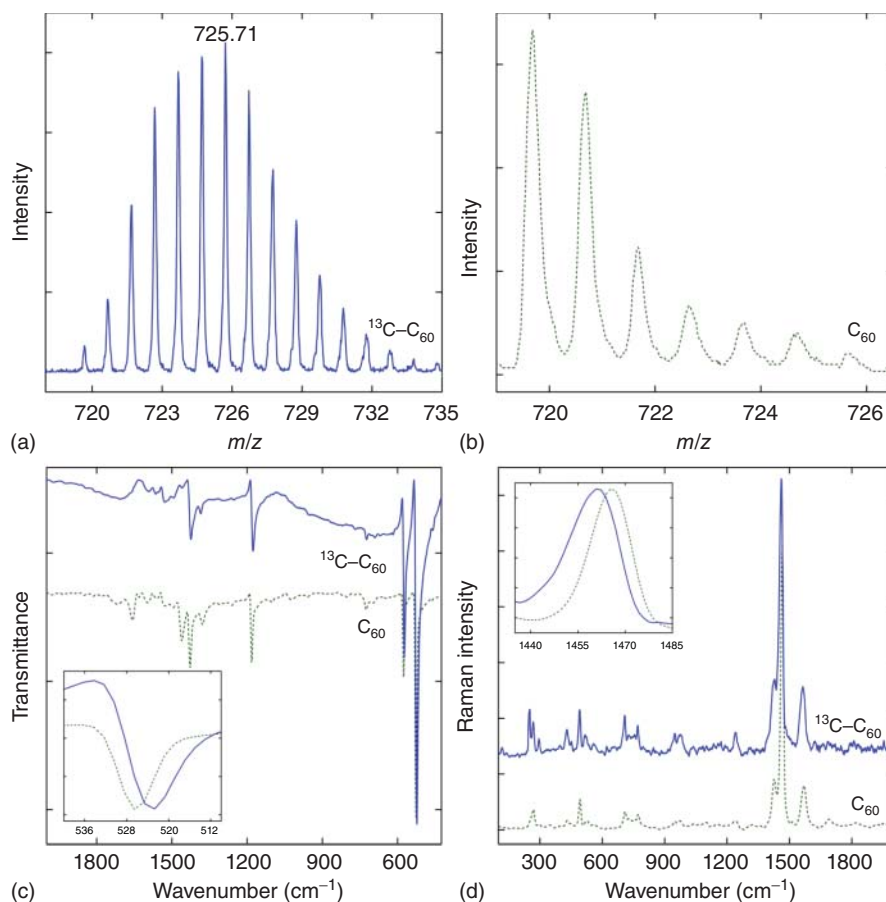 725.71
Intensity
¹³C–C₆₀
720 723 726 729 732 735
(a) m/z
Intensity
C₆₀
720 722 724 726
(b) m/z
Transmittance
¹³C–C₆₀
C₆₀
536 528 520 512
1800 1500 1200 900 600
(c) Wavenumber (cm⁻¹)
Raman intensity
1440 1455 1470 1485
¹³C–C₆₀
C₆₀
300 600 900 1200 1500 1800
(d) Wavenumber (cm⁻¹)